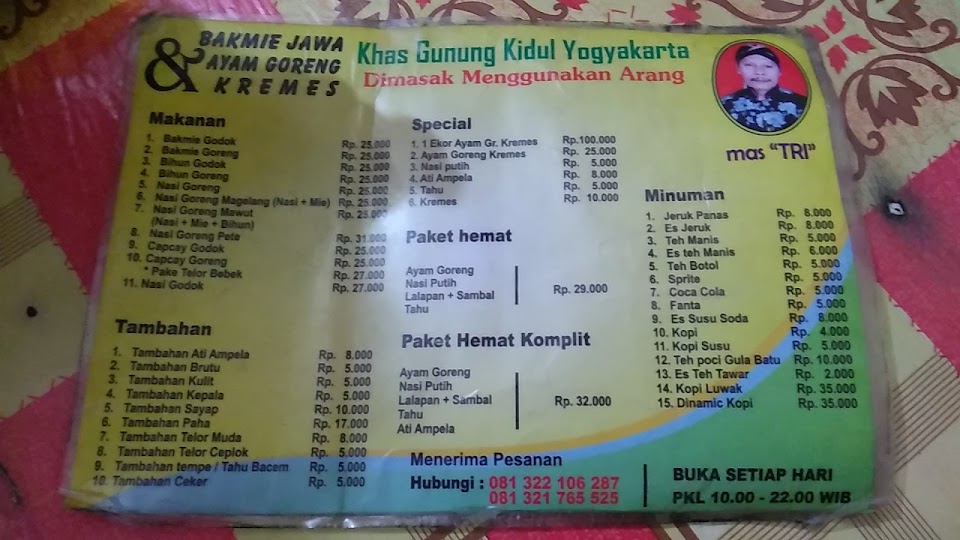 BAKMIE JAWA
& AYAM GORENG
KREMES
Khas Gunung Kidul Yogyakarta
Dimasak Menggunakan Arang
mas "TRI"
Makanan
1. Bakmie Godok Rp. 25.000
2. Bakmie Goreng Rp. 25.000
3. Bihun Godok Rp. 25.000
4. Bihun Goreng Rp. 25.000
5. Nasi Goreng Rp. 25.000
6. Nasi Goreng Magelang (Nasi + Mie) Rp. 25.000
7. Nasi Goreng Mawut Rp. 25.000
(Nasi + Mie + Bihun)
8. Nasi Goreng Pete Rp. 31.000
9. Capcay Godok Rp. 25.000
10. Capcay Goreng Rp. 25.000
* Pake Telor Bebek Rp. 27.000
11. Nasi Godok Rp. 27.000
Tambahan
1. Tambahan Ati Ampela Rp. 8.000
2. Tambahan Brutu Rp. 5.000
3. Tambahan Kulit Rp. 5.000
4. Tambahan Kepala Rp. 5.000
5. Tambahan Sayap Rp. 10.000
6. Tambahan Paha Rp. 17.000
7. Tambahan Telor Muda Rp. 8.000
8. Tambahan Telor Ceplok Rp. 5.000
9. Tambahan tempe / Tahu Bacem Rp. 5.000
10. Tambahan Ceker Rp. 5.000
Special
1. 1 Ekor Ayam Gr. Kremes Rp.100.000
2. Ayam Goreng Kremes Rp. 25.000
3. Nasi putih Rp. 5.000
4. Ati Ampela Rp. 8.000
5. Tahu Rp. 5.000
6. Kremes Rp. 10.000
Paket hemat
Ayam Goreng
Nasi Putih
Lalapan + Sambal Rp. 29.000
Tahu
Paket Hemat Komplit
Ayam Goreng
Nasi Putih
Lalapan + Sambal Rp. 32.000
Tahu
Ati Ampela
Minuman
1. Jeruk Panas Rp. 8.000
2. Es Jeruk Rp. 8.000
3. Teh Manis Rp. 5.000
4. Es teh Manis Rp. 6.000
5. Teh Botol Rp. 5.000
6. Sprite Rp. 5.000
7. Coca Cola Rp. 5.000
8. Fanta Rp. 5.000
9. Es Susu Soda Rp. 8.000
10. Kopi Rp. 4.000
11. Kopi Susu Rp. 5.000
12. Teh poci Gula Batu Rp. 10.000
13. Es Teh Tawar Rp. 2.000
14. Kopi Luwak Rp. 35.000
15. Dinamic Kopi Rp. 35.000
Menerima Pesanan
Hubungi : 081 322 106 287
081 321 765 525
BUKA SETIAP HARI
PKL 10.00 - 22.00 WIB